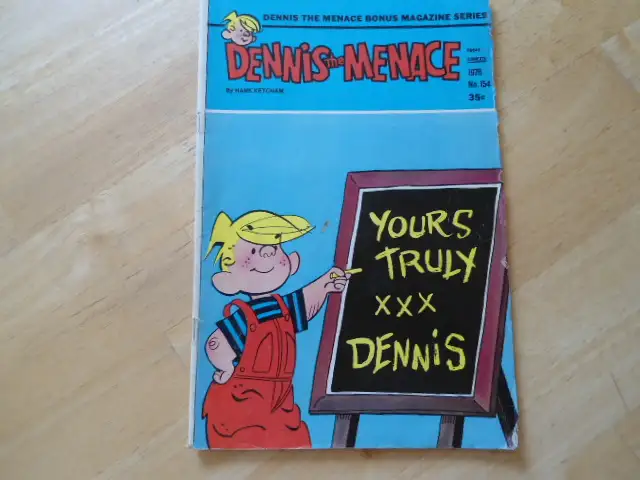 DENNIS THE MENACE BONUS MAGAZINE SERIES
DENNIS THE MENACE
By HANK KETCHAM
1976
No. 154
35¢
YOURS
TRULY
XXX
DENNIS